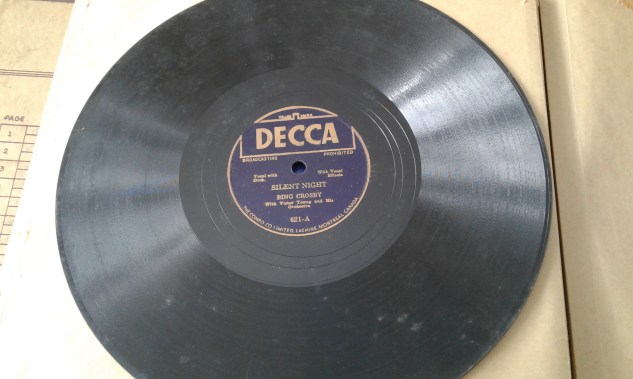 PAGE
1
2
3
DECCA
BROADCASTING PROHIBITED
Vocal with Orch. With Vocal Effects
SILENT NIGHT
BING CROSBY
With Victor Young and His
Orchestra
621-A
THE COMPO CO LIMITED, LACHINE MONTREAL CANADA